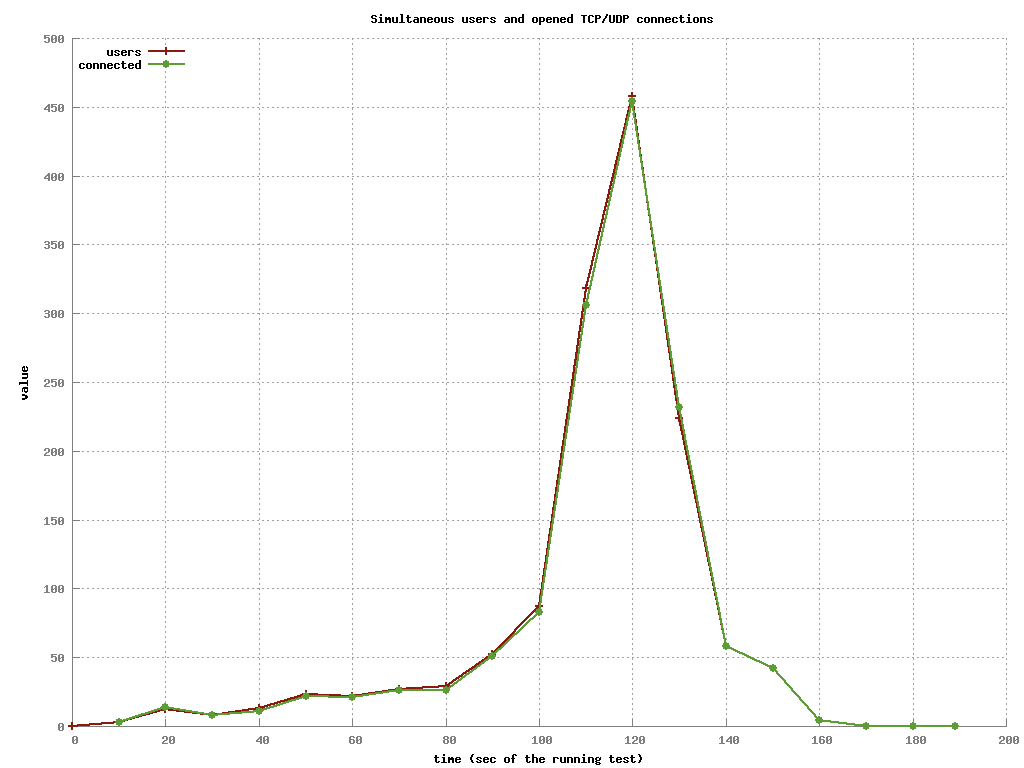 Simultaneous users and opened TCP/UDP connections
500
users
connected
450
400
350
300
250
value
200
150
100
50
0
0 20 40 60 80 100 120 140 160 180 200
time (sec of the running test)